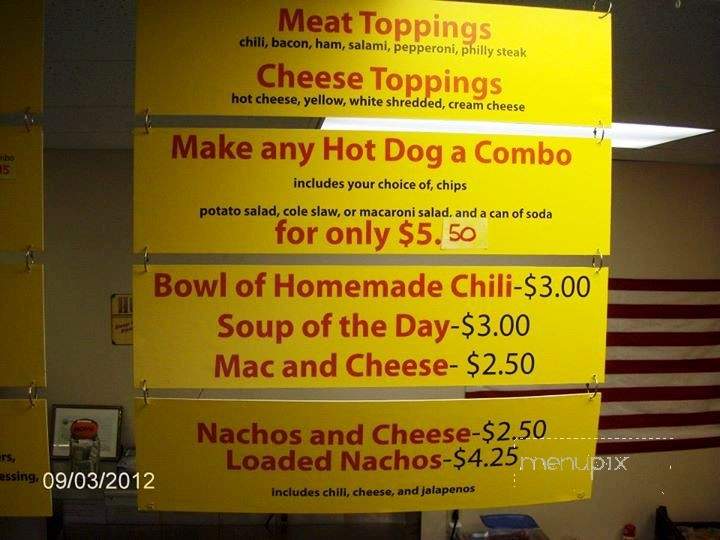 Meat Toppings
chili, bacon, ham, salami, pepperoni, philly steak
Cheese Toppings
hot cheese, yellow, white shredded, cream cheese
Make any Hot Dog a Combo
includes your choice of, chips
potato salad, cole slaw, or macaroni salad, and a can of soda
for only $5.50
Bowl of Homemade Chili-$3.00
Soup of the Day-$3.00
Mac and Cheese- $2.50
Nachos and Cheese-$2.50
Loaded Nachos-$4.25
includes chili, cheese, and jalapenos
menupix
09/03/2012